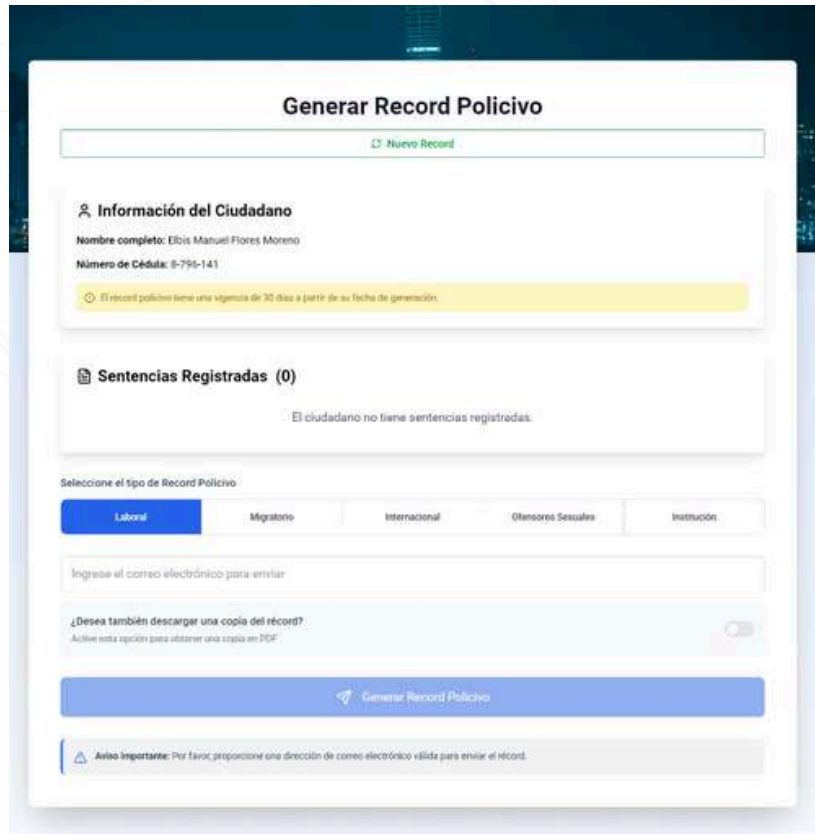 Generar Record Policivo
Nuevo Record
Información del Ciudadano
Nombre completo: Elbis Manuel Flores Moreno
Número de Cédula: 8-796-141
El récord policivo tiene una vigencia de 30 días a partir de su fecha de generación.
Sentencias Registradas (0)
El ciudadano no tiene sentencias registradas.
Seleccione el tipo de Record Policivo
Laboral Migratorio Internacional Ofensores Sexuales Institución
Ingrese el correo electrónico para enviar
¿Desea también descargar una copia del récord?
Active esta opción para obtener una copia en PDF
Generar Record Policivo
Aviso importante: Por favor, proporcione una dirección de correo electrónico válida para enviar el récord.